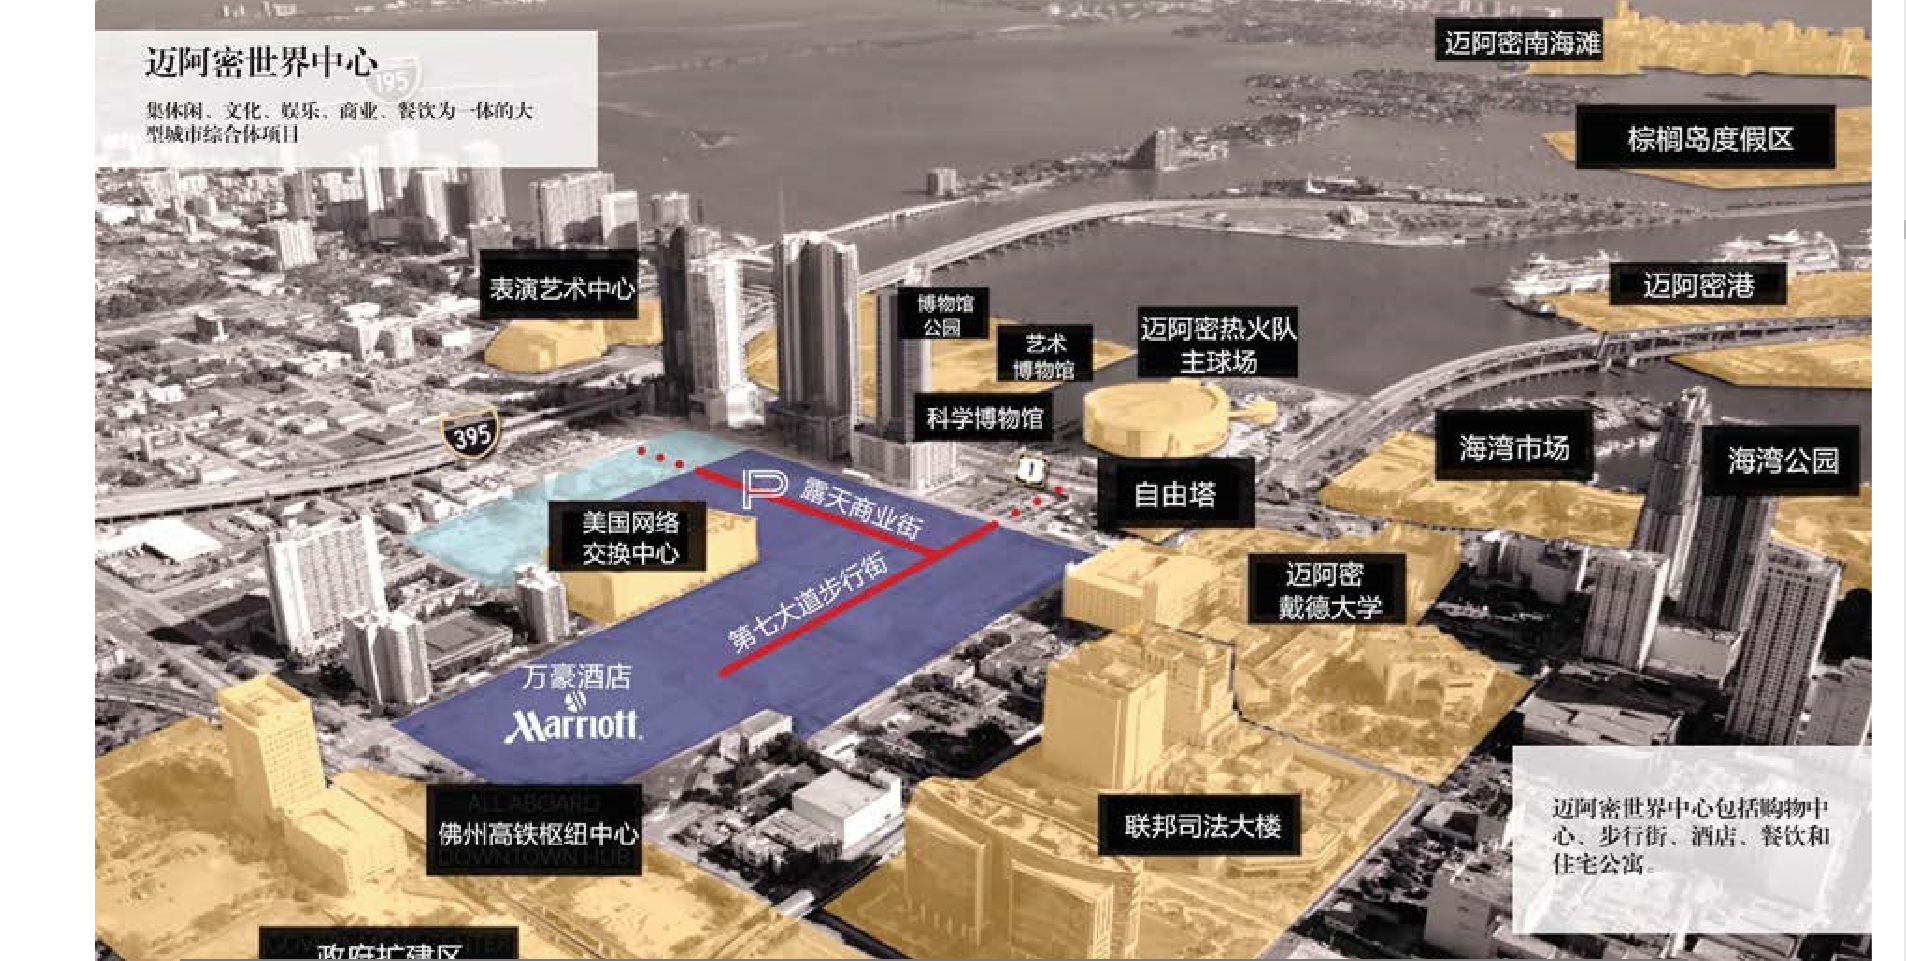 迈阿密世界中心
195
集休闲、文化、娱乐、商业、餐饮为一体的大
型城市综合体项目
迈阿密南海滩
棕榈岛度假区
迈阿密港
表演艺术中心
博物馆
公园
艺术
博物馆
迈阿密热火队
主球场
科学博物馆
395
海湾市场
海湾公园
1
自由塔
P
露天商业街
美国网络
交换中心
第七大道步行街
迈阿密
戴德大学
万豪酒店
Marriott
ALL ABOARD
佛州高铁枢纽中心
DOWNTOWN HUB
联邦司法大楼
迈阿密世界中心包括购物中
心、步行街、酒店、餐饮和
住宅公寓。
政府扩建区